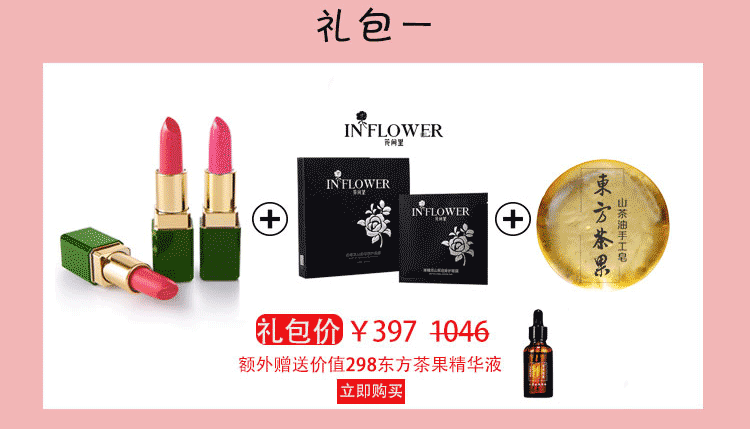 礼包一
IN FLOWER
芮间里
IN FLOWER
IN FLOWER
東方茶果
山茶油手工皂
礼包价 ¥397 1046
额外赠送价值298东方茶果精华液
立即购买